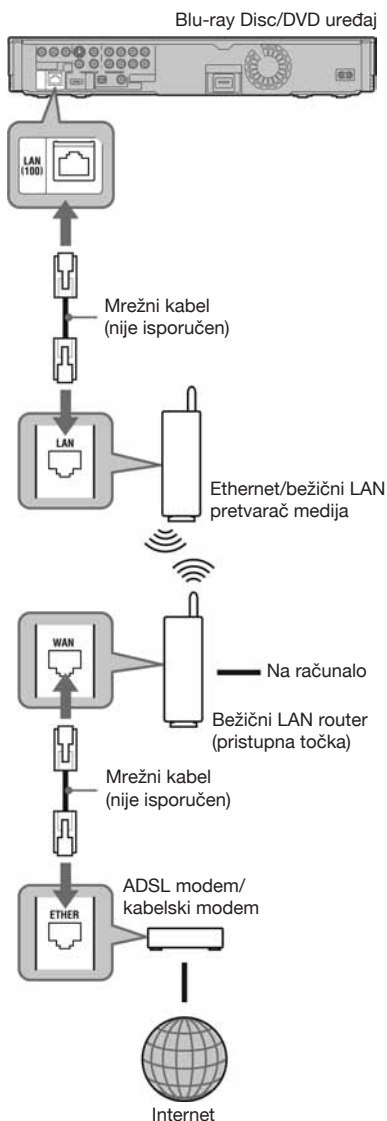 Blu-ray Disc/DVD uređaj
LAN
(100)
Mrežni kabel
(nije isporučen)
LAN
Ethernet/bežični LAN
pretvarač medija
WAN
Na računalo
Bežični LAN router
(pristupna točka)
Mrežni kabel
(nije isporučen)
ADSL modem/
kabelski modem
ETHER
Internet